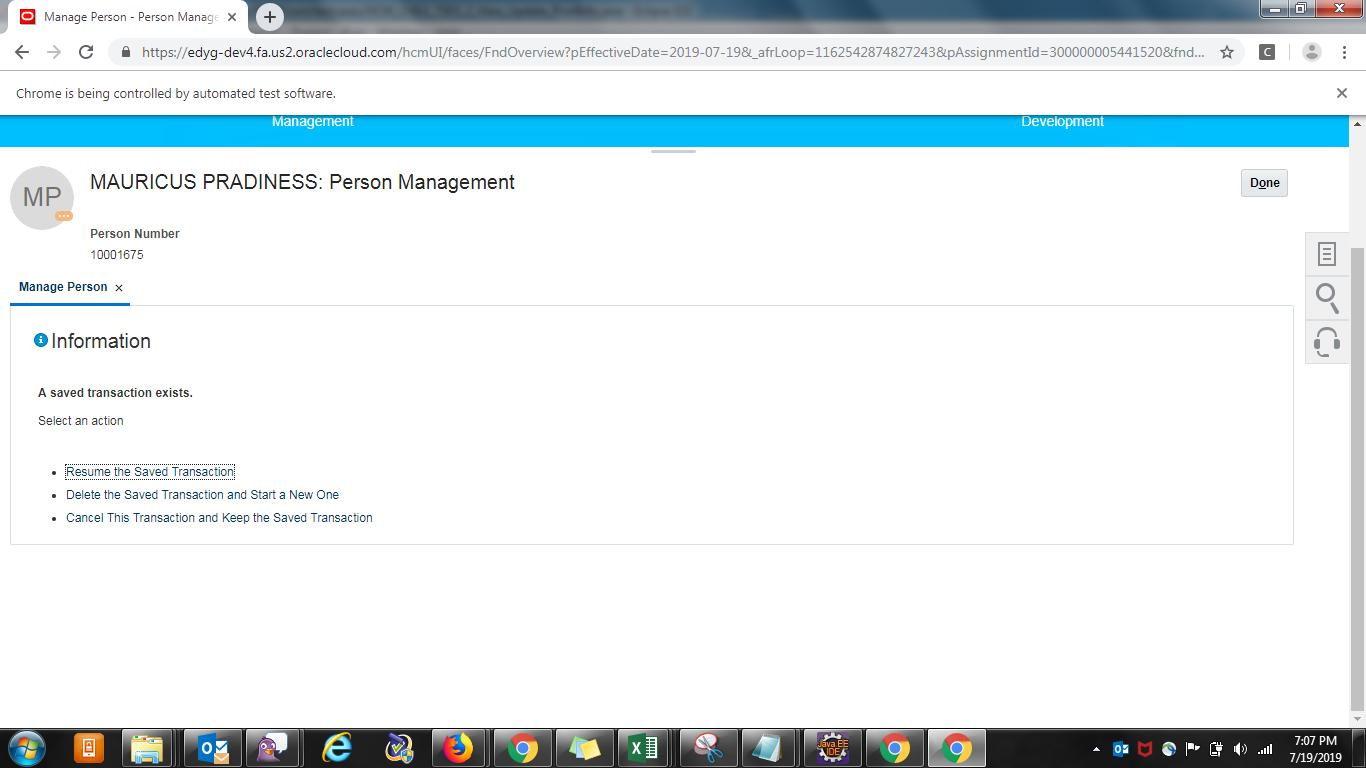 Manage Person - Person Manage
https://edyg-dev4.fa.us2.oraclecloud.com/hcmUI/faces/FndOverview?pEffectiveDate=2019-07-19&_afrLoop=1162542874827243&pAssignmentId=300000005441520&fnd...
C
Chrome is being controlled by automated test software.
Management
Development
MP
MAURICUS PRADINESS: Person Management
Done
Person Number
10001675
Manage Person
Information
A saved transaction exists.
Select an action
Resume the Saved Transaction
Delete the Saved Transaction and Start a New One
Cancel This Transaction and Keep the Saved Transaction
Java EE
IDE
7:07 PM
7/19/2019